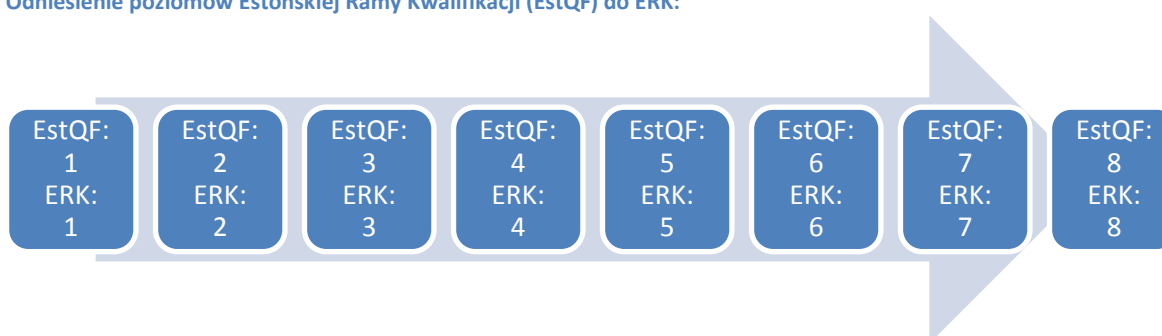 Odniesienie poziomów Estońskiej Ramy Kwalifikacji (EstQF) do ERK:
EstQF:
1
ERK:
1
EstQF:
2
ERK:
2
EstQF:
3
ERK:
3
EstQF:
4
ERK:
4
EstQF:
5
ERK:
5
EstQF:
6
ERK:
6
EstQF:
7
ERK:
7
EstQF:
8
ERK:
8